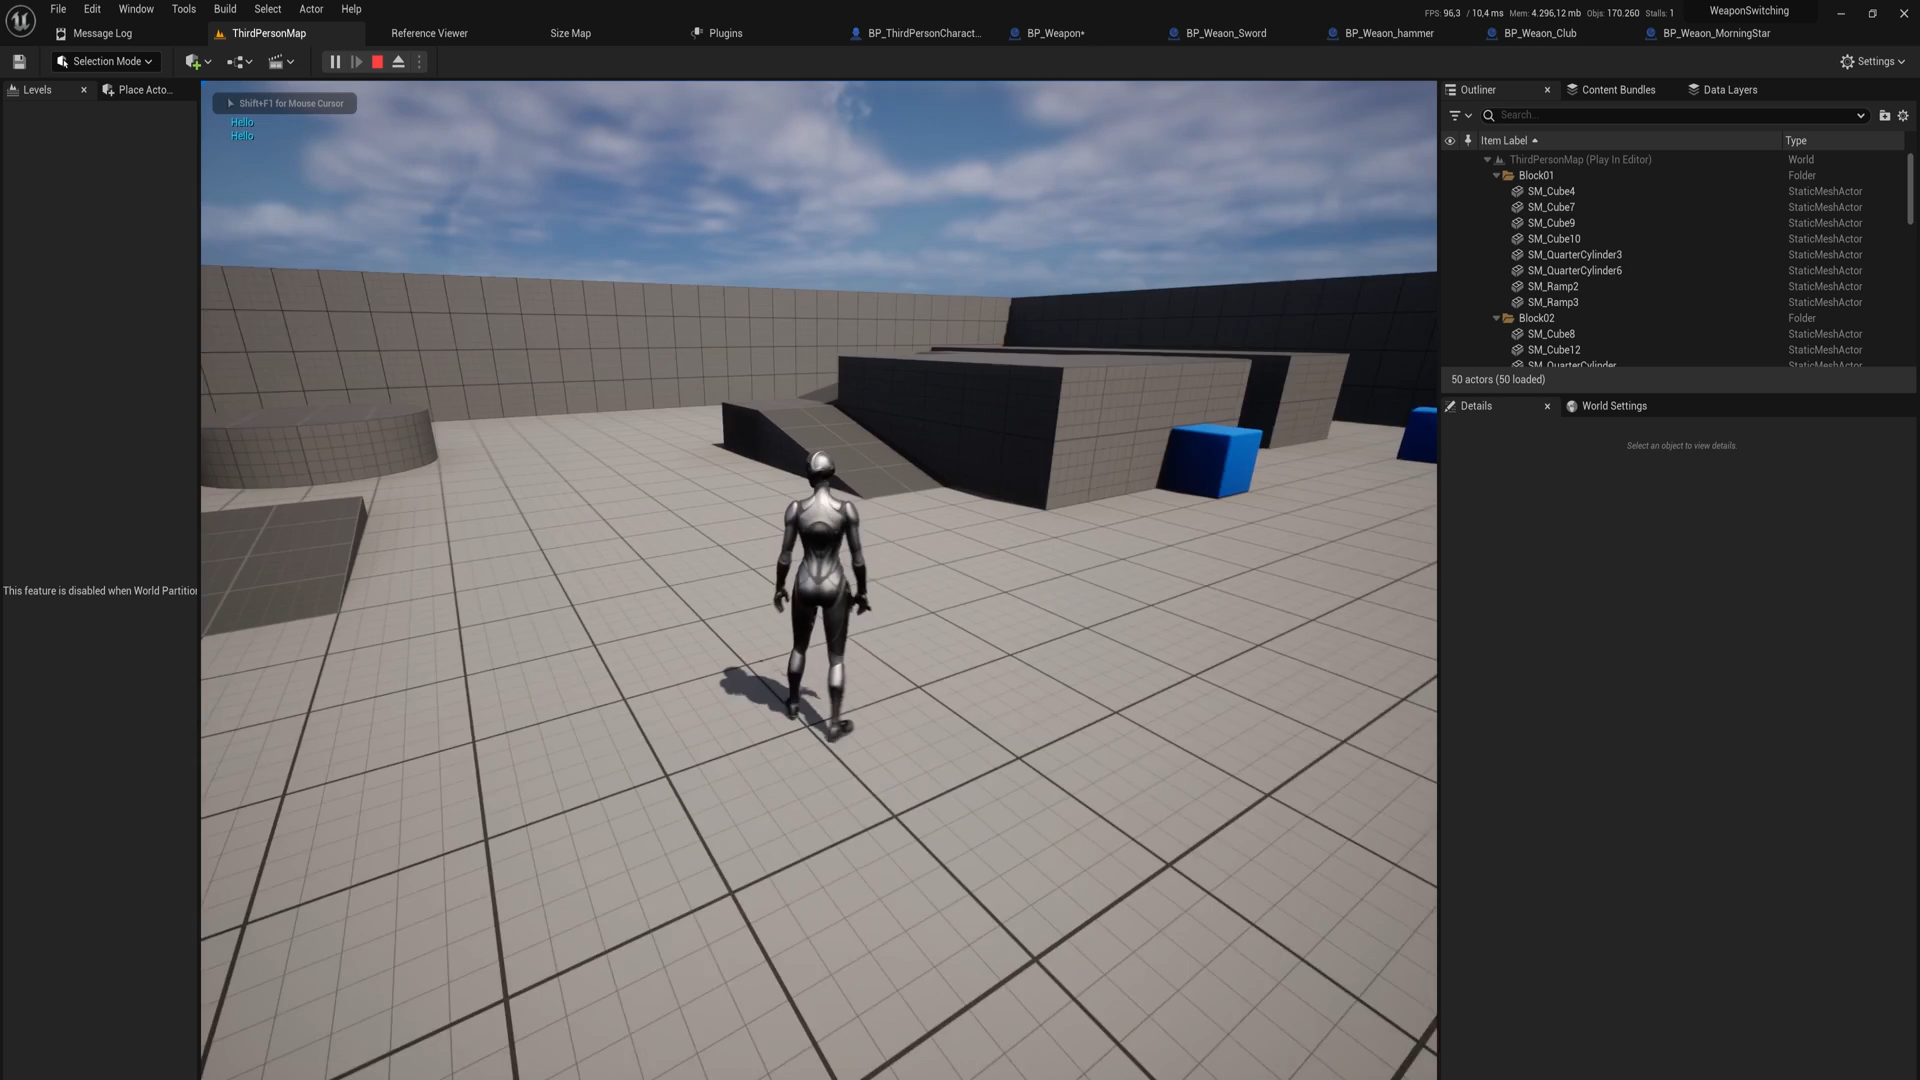 File Edit Window Tools Build Select Actor Help
FPS: 96,3 / 10,4 ms Mem: 4.296,12 mb Objs: 170.260 Stalls: 1
WeaponSwitching
Message Log
ThirdPersonMap
Reference Viewer
Size Map
Plugins
BP_ThirdPersonCharact...
BP_Weapon*
BP_Weaon_Sword
BP_Weaon_hammer
BP_Weaon_Club
BP_Weaon_MorningStar
Selection Mode
Settings
Levels
Place Acto...
This feature is disabled when World Partition
Shift+F1 for Mouse Cursor
Hello
Hello
Outliner
Content Bundles
Data Layers
Search...
Item Label Type
ThirdPersonMap (Play In Editor) World
Block01 Folder
SM_Cube4 StaticMeshActor
SM_Cube7 StaticMeshActor
SM_Cube9 StaticMeshActor
SM_Cube10 StaticMeshActor
SM_QuarterCylinder3 StaticMeshActor
SM_QuarterCylinder6 StaticMeshActor
SM_Ramp2 StaticMeshActor
SM_Ramp3 StaticMeshActor
Block02 Folder
SM_Cube8 StaticMeshActor
SM_Cube12 StaticMeshActor
SM_QuarterCylinder StaticMeshActor
50 actors (50 loaded)
Details
World Settings
Select an object to view details.